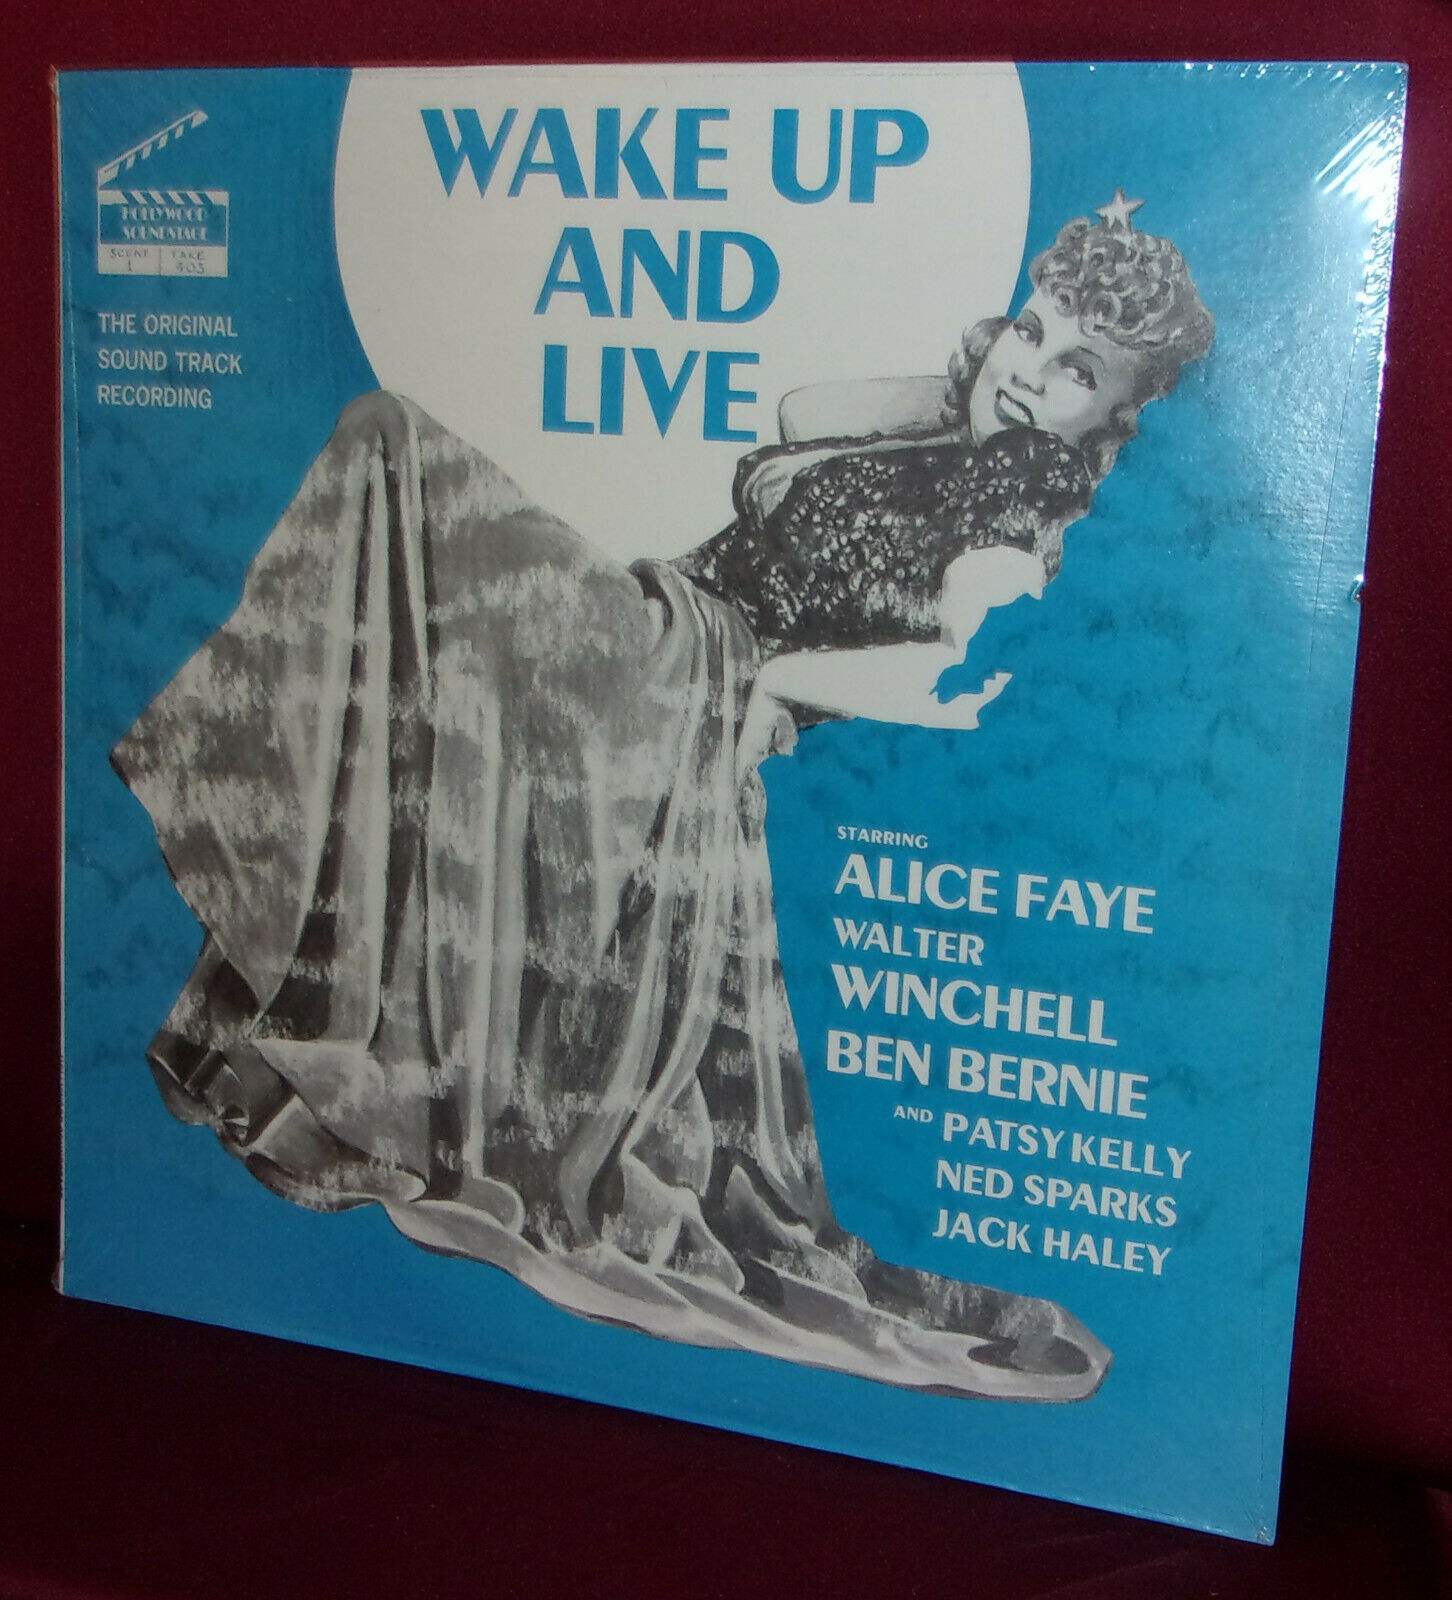 WAKE UP
AND
LIVE
HOLLYWOOD
SOUNDSTAGE
SCENE TAKE
1 403
THE ORIGINAL
SOUND TRACK
RECORDING
STARRING
ALICE FAYE
WALTER
WINCHELL
BEN BERNIE
AND PATSY KELLY
NED SPARKS
JACK HALEY